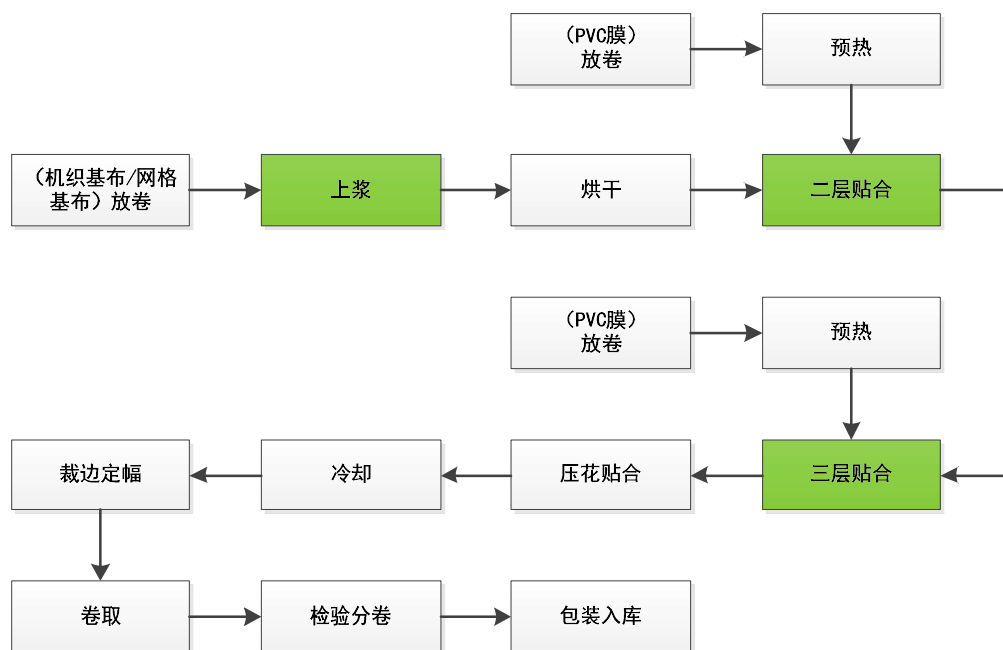 （PVC膜）
放卷
预热
（机织基布/网格
基布）放卷
上浆
烘干
二层贴合
（PVC膜）
放卷
预热
裁边定幅
冷却
压花贴合
三层贴合
卷取
检验分卷
包装入库